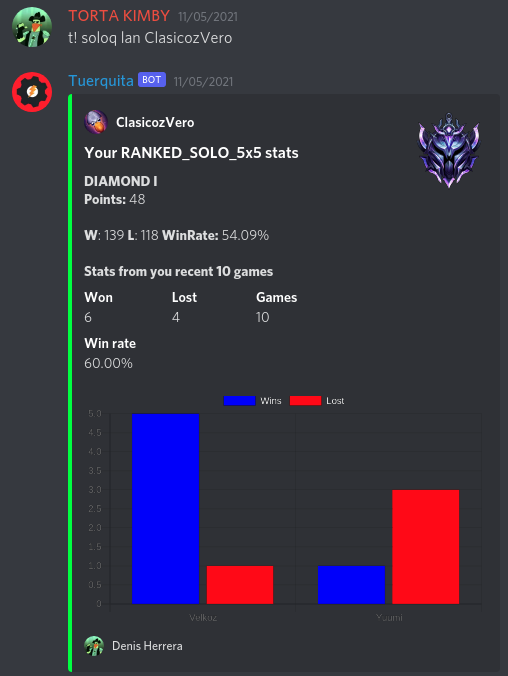 TORTA KIMBY 11/05/2021
t! soloq lan ClasicozVero
Tuerquita BOT 11/05/2021
ClasicozVero
Your RANKED_SOLO_5x5 stats
DIAMOND I
Points: 48
W: 139 L: 118 WinRate: 54.09%
Stats from you recent 10 games
Won Lost Games
6 4 10
Win rate
60.00%
Wins Lost
5.0
4.5
4.0
3.5
3.0
2.5
2.0
1.5
1.0
0.5
0
Velkoz Yuumi
Denis Herrera